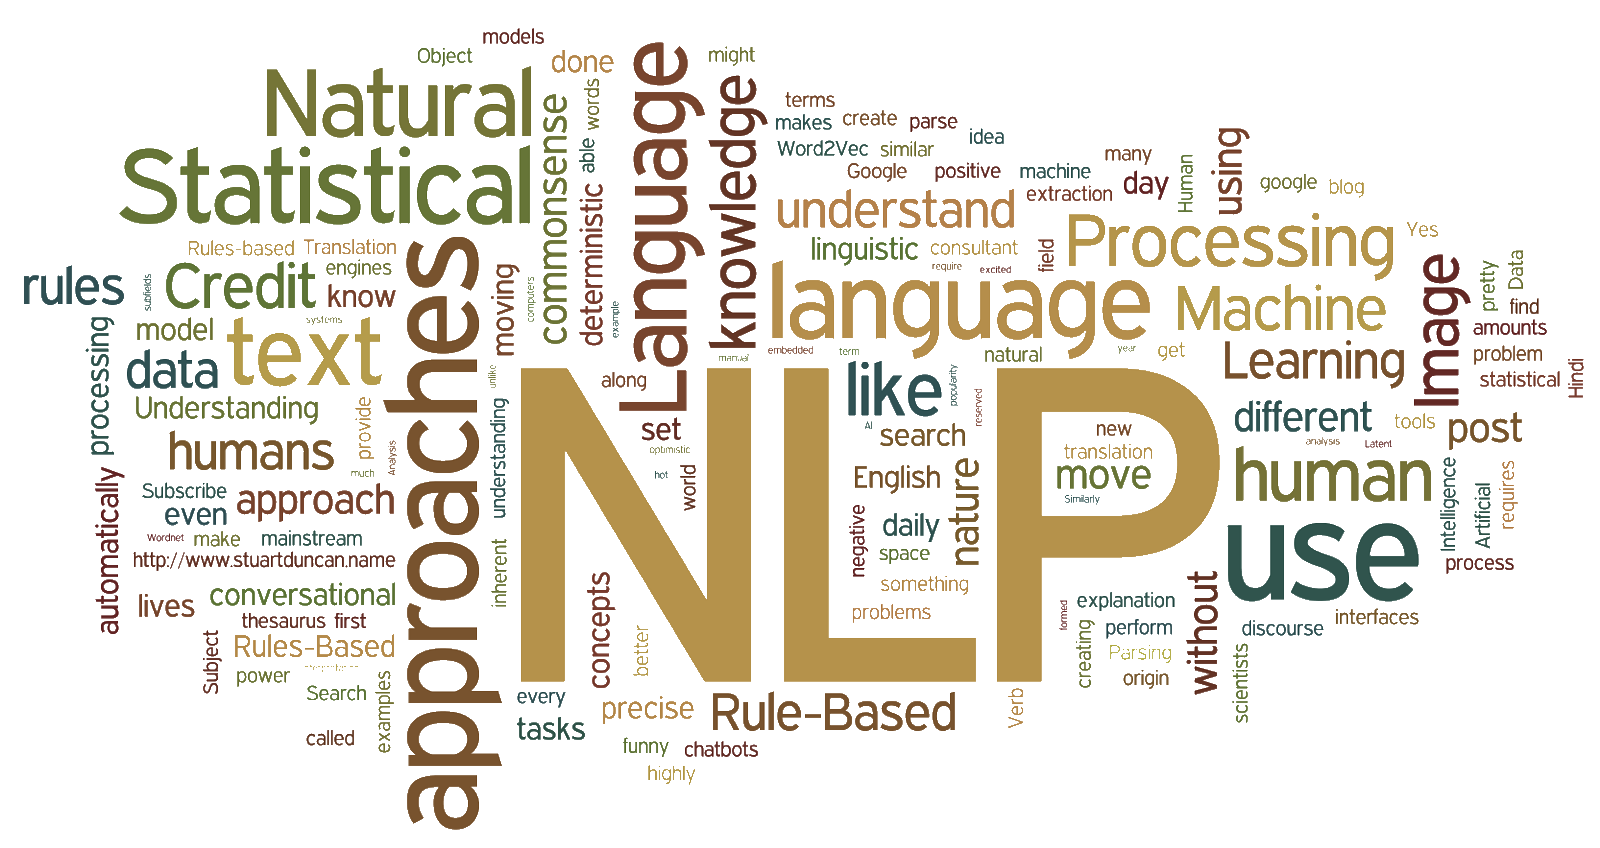 models
Object
done
might
Natural
Language
knowledge
words
commonsense
terms
makes
create
parse
idea
Statistical
able
Word2Vec
similar
many
using
Google
positive
machine
Human
google
blog
extraction
day
deterministic
understand
Processing
Yes
Rules-based
Translation
approaches
linguistic
consultant
field
Image
pretty
Data
rules
subfields
Credit
engines
know
moving
computers
require
excited
language
Machine
find
processing
model
systems
example
amounts
text
data
manual
embedded
term
natural
year
get
Learning
problem
statistical
Hindi
unlike
along
like
popularity
reserved
Understanding
provide
NLP
AI
different
tools
post
humans
set
search
new
analysis
Latent
Analysis
understanding
optimistic
translation
much
hot
world
English
nature
move
human
automatically
Subscribe
approach
Similarly
Intelligence
Artificial
requires
even
daily
negative
use
Wordnet
make
mainstream
space
http://www.stuartduncan.name
process
inherent
concepts
something
without
lives
conversational
problems
formed
explanation
interfaces
thesaurus
first
perform
discourse
Subject
Rules-Based
better
creating
Parsing
scientists
power
origin
Search
examples
every
precise
Rule-Based
Verb
called
tasks
funny
chatbots
highly